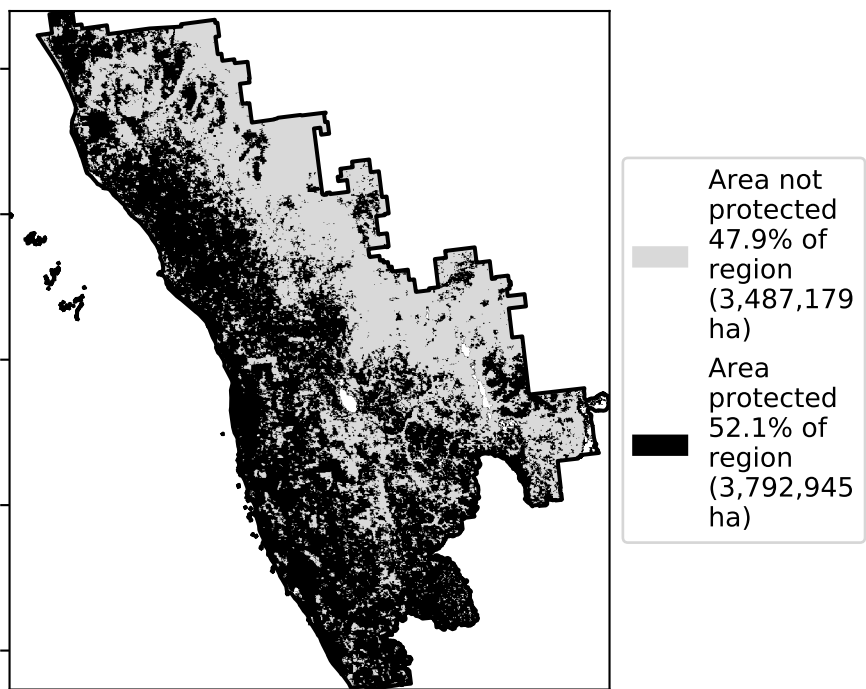 Area not
protected
47.9% of
region
(3,487,179
ha)
Area
protected
52.1% of
region
(3,792,945
ha)